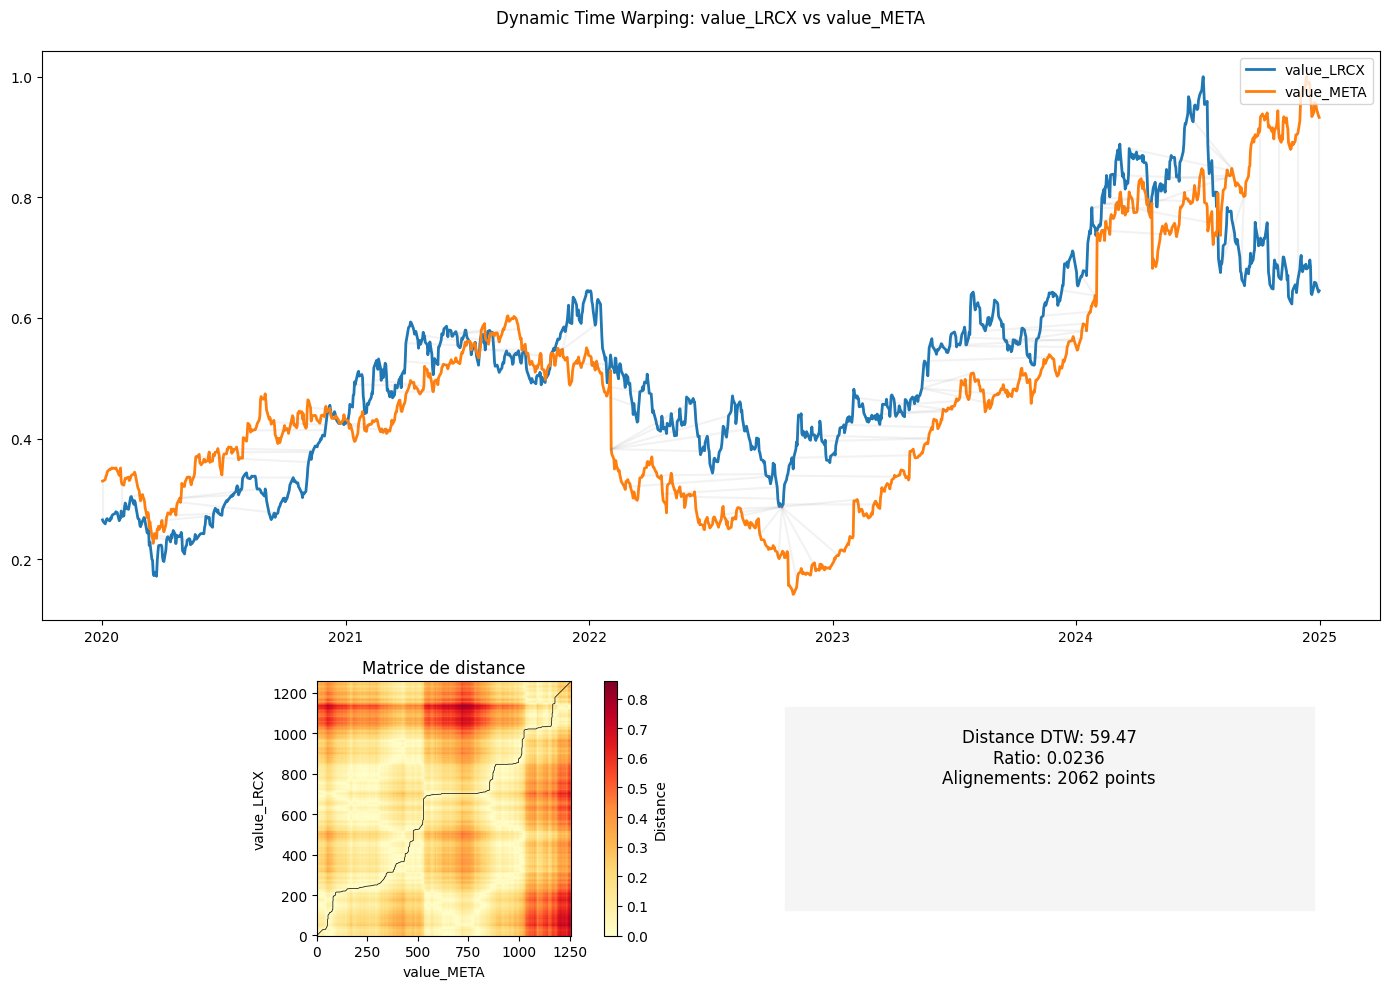 Dynamic Time Warping: value_LRCX vs value_META
value_LRCX
value_META
1.0
0.8
0.6
0.4
0.2
2020 2021 2022 2023 2024 2025
Matrice de distance
value_LRCX
1200
1000
800
600
400
200
0
0 250 500 750 1000 1250
value_META
0.8
0.7
0.6
0.5
0.4
0.3
0.2
0.1
0.0
Distance
Distance DTW: 59.47
Ratio: 0.0236
Alignements: 2062 points